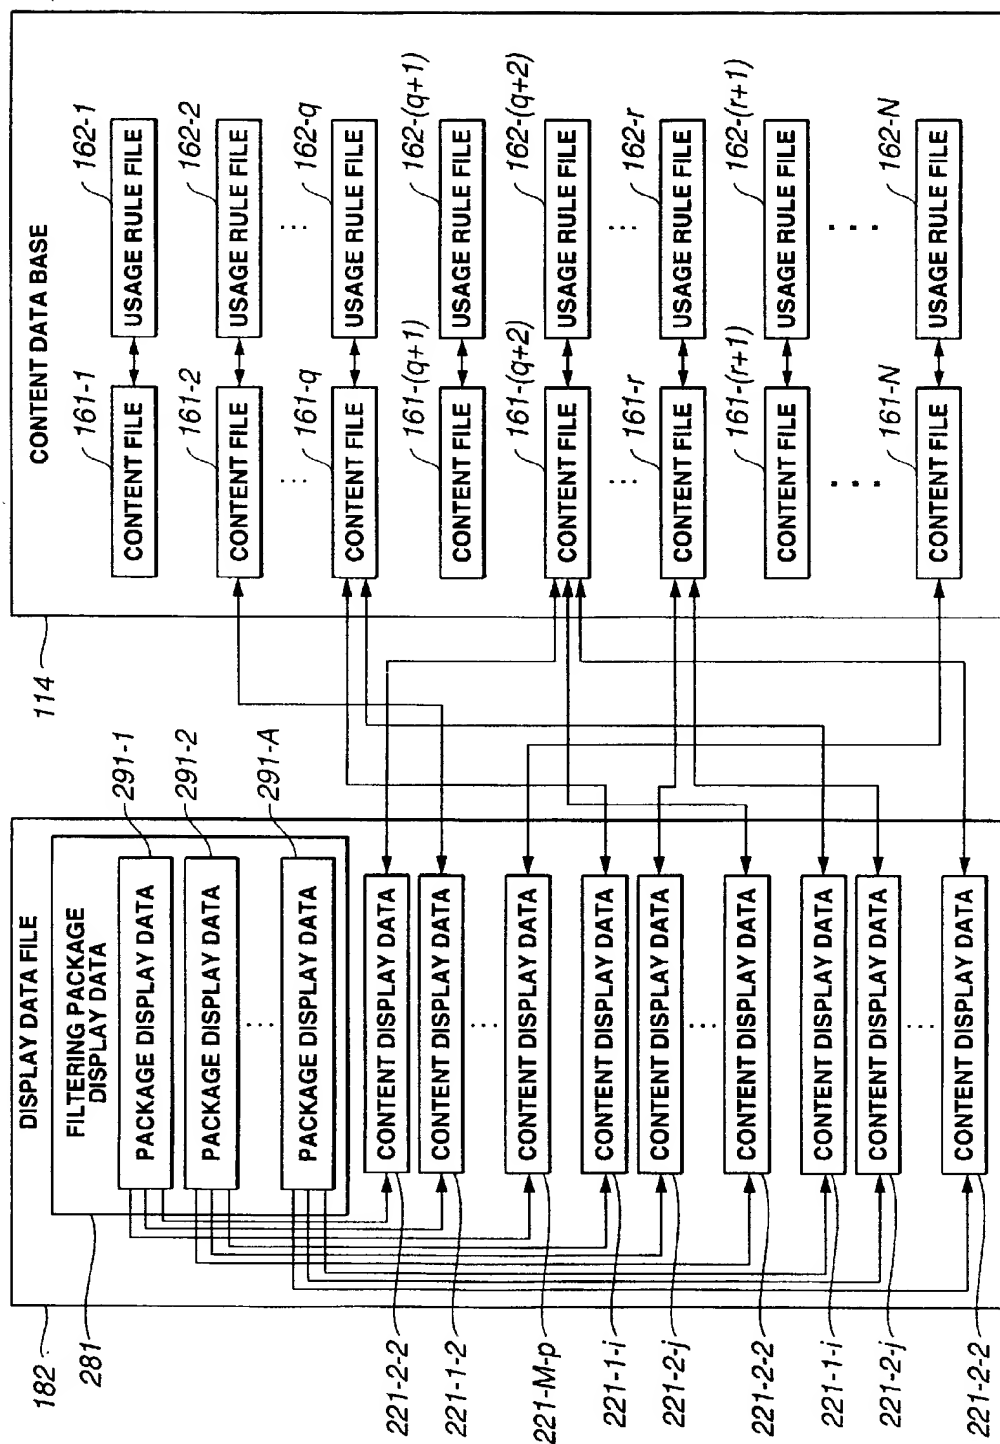 DISPLAY DATA FILE
FILTERING PACKAGE
DISPLAY DATA
182
281
PACKAGE DISPLAY DATA
291-1
PACKAGE DISPLAY DATA
291-2
...
PACKAGE DISPLAY DATA
291-A
221-2-2
CONTENT DISPLAY DATA
221-1-2
CONTENT DISPLAY DATA
...
221-M-p
CONTENT DISPLAY DATA
221-1-i
CONTENT DISPLAY DATA
221-2-j
CONTENT DISPLAY DATA
...
221-2-2
CONTENT DISPLAY DATA
221-1-i
CONTENT DISPLAY DATA
221-2-j
CONTENT DISPLAY DATA
...
221-2-2
CONTENT DISPLAY DATA
114
CONTENT DATA BASE
161-1
162-1
CONTENT FILE
USAGE RULE FILE
161-2
162-2
CONTENT FILE
USAGE RULE FILE
... ...
161-q
162-q
CONTENT FILE
USAGE RULE FILE
161-(q+1)
162-(q+1)
CONTENT FILE
USAGE RULE FILE
161-(q+2)
162-(q+2)
CONTENT FILE
USAGE RULE FILE
... ...
161-r
162-r
CONTENT FILE
USAGE RULE FILE
161-(r+1)
162-(r+1)
CONTENT FILE
USAGE RULE FILE
... ...
161-N
162-N
CONTENT FILE
USAGE RULE FILE